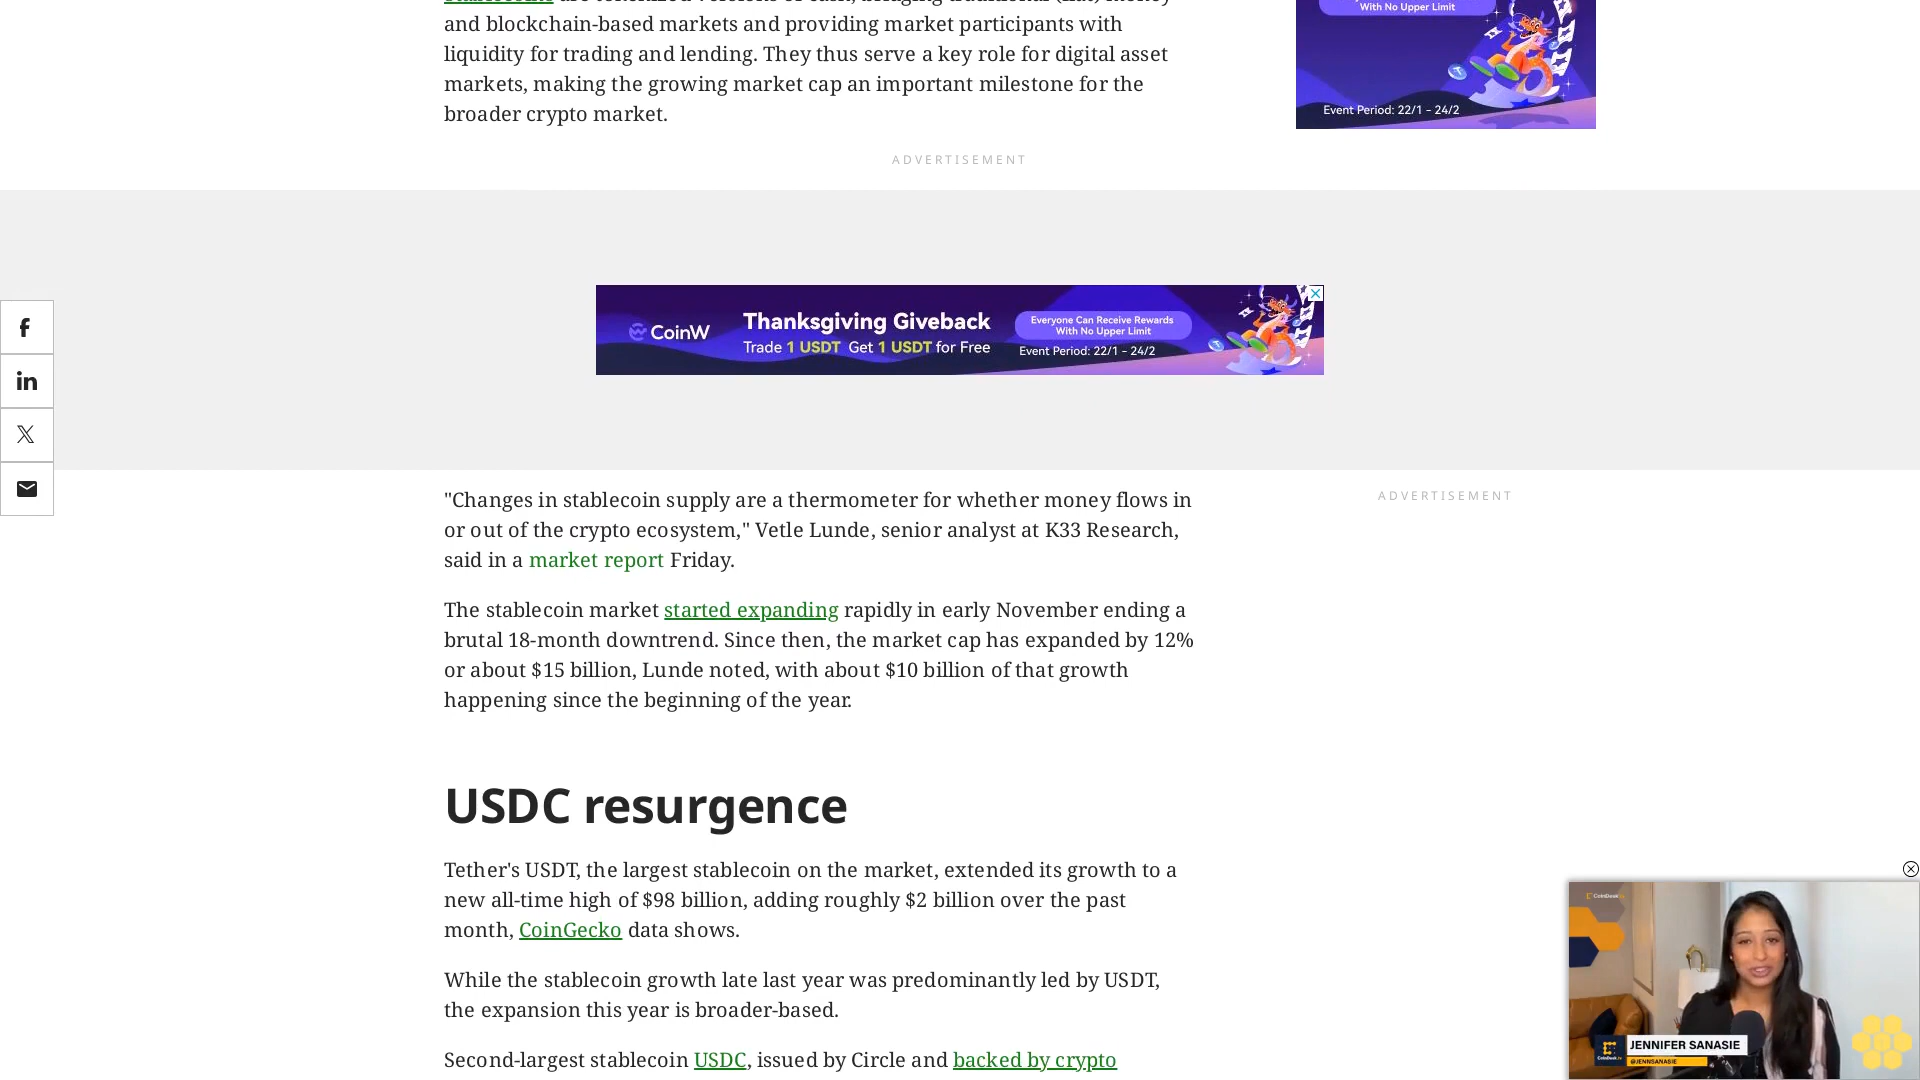 and blockchain-based markets and providing market participants with
liquidity for trading and lending. They thus serve a key role for digital asset
markets, making the growing market cap an important milestone for the
broader crypto market.
With No Upper Limit
Event Period: 22/1 - 24/2
ADVERTISEMENT
CoinW
Thanksgiving Giveback
Trade 1 USDT Get 1 USDT for Free
Everyone Can Receive Rewards
With No Upper Limit
Event Period: 22/1 - 24/2
"Changes in stablecoin supply are a thermometer for whether money flows in
or out of the crypto ecosystem," Vetle Lunde, senior analyst at K33 Research,
said in a market report Friday.
ADVERTISEMENT
The stablecoin market started expanding rapidly in early November ending a
brutal 18-month downtrend. Since then, the market cap has expanded by 12%
or about $15 billion, Lunde noted, with about $10 billion of that growth
happening since the beginning of the year.
USDC resurgence
Tether's USDT, the largest stablecoin on the market, extended its growth to a
new all-time high of $98 billion, adding roughly $2 billion over the past
month, CoinGecko data shows.
While the stablecoin growth late last year was predominantly led by USDT,
the expansion this year is broader-based.
Second-largest stablecoin USDC, issued by Circle and backed by crypto
CoinDesk
JENNIFER SANASIE
@JENNSANASIE